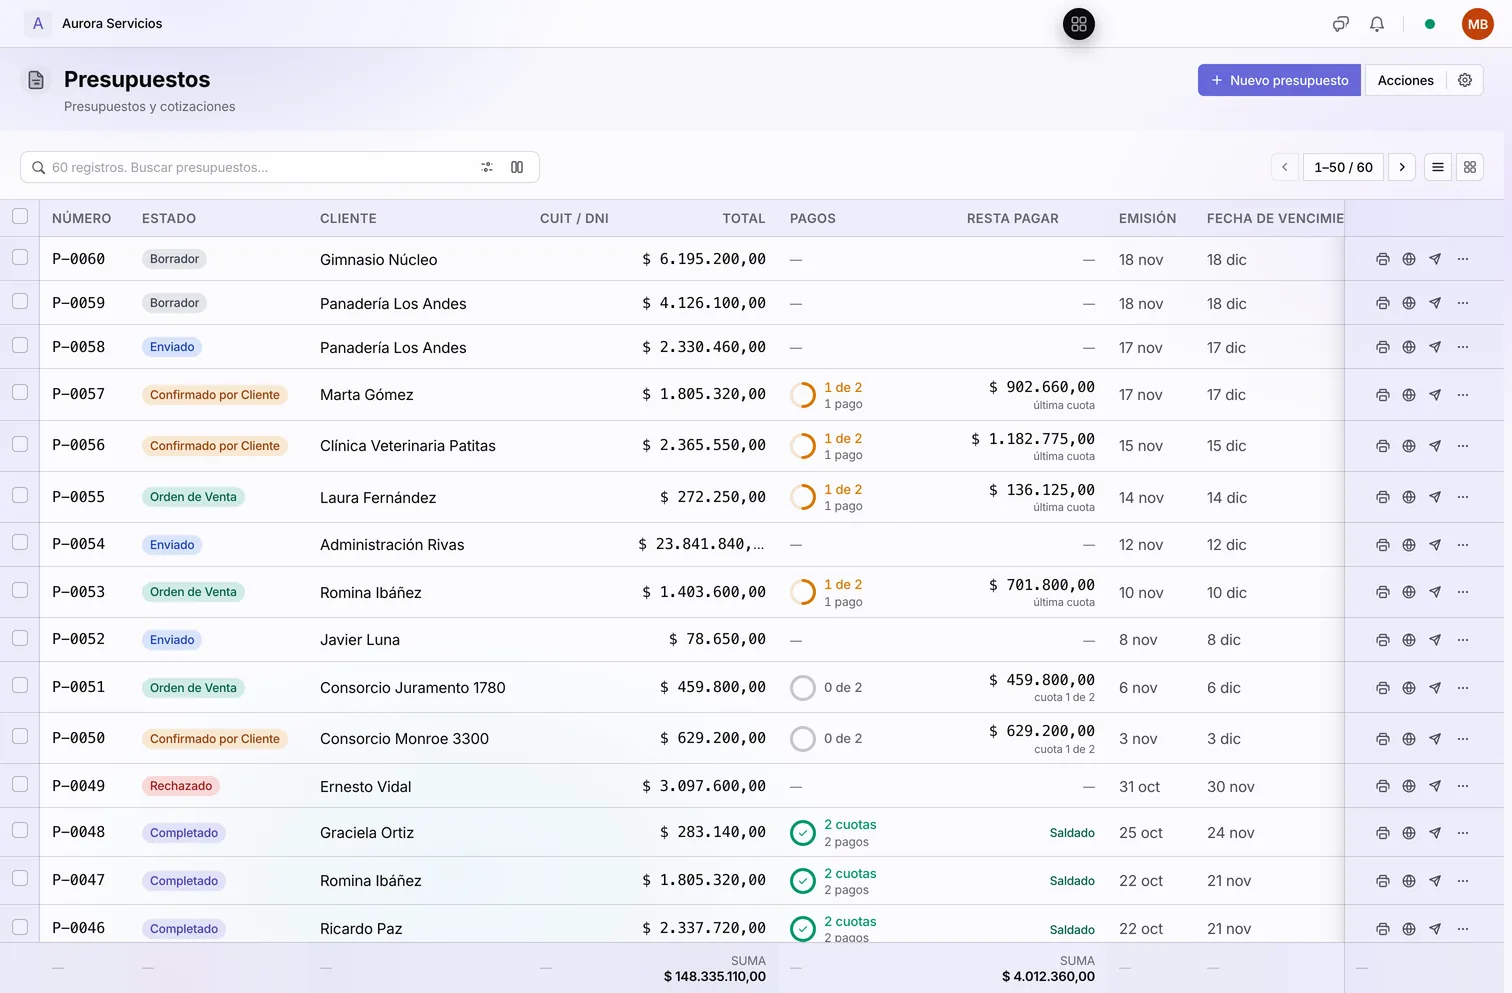 A Aurora Servicios MB
Presupuestos
Presupuestos y cotizaciones
+ Nuevo presupuesto Acciones
60 registros. Buscar presupuestos... 1–50 / 60
NÚMERO ESTADO CLIENTE CUIT / DNI TOTAL PAGOS RESTA PAGAR EMISIÓN FECHA DE VENCIMIE
P-0060 Borrador Gimnasio Núcleo $ 6.195.200,00 — — 18 nov 18 dic
P-0059 Borrador Panadería Los Andes $ 4.126.100,00 — — 18 nov 18 dic
P-0058 Enviado Panadería Los Andes $ 2.330.460,00 — — 17 nov 17 dic
P-0057 Confirmado por Cliente Marta Gómez $ 1.805.320,00 1 de 2 $ 902.660,00 17 nov 17 dic
1 pago última cuota
P-0056 Confirmado por Cliente Clínica Veterinaria Patitas $ 2.365.550,00 1 de 2 $ 1.182.775,00 15 nov 15 dic
1 pago última cuota
P-0055 Orden de Venta Laura Fernández $ 272.250,00 1 de 2 $ 136.125,00 14 nov 14 dic
1 pago última cuota
P-0054 Enviado Administración Rivas $ 23.841.840,... — — 12 nov 12 dic
P-0053 Orden de Venta Romina Ibáñez $ 1.403.600,00 1 de 2 $ 701.800,00 10 nov 10 dic
1 pago última cuota
P-0052 Enviado Javier Luna $ 78.650,00 — — 8 nov 8 dic
P-0051 Orden de Venta Consorcio Juramento 1780 $ 459.800,00 0 de 2 $ 459.800,00 6 nov 6 dic
cuota 1 de 2
P-0050 Confirmado por Cliente Consorcio Monroe 3300 $ 629.200,00 0 de 2 $ 629.200,00 3 nov 3 dic
cuota 1 de 2
P-0049 Rechazado Ernesto Vidal $ 3.097.600,00 — — 31 oct 30 nov
P-0048 Completado Graciela Ortiz $ 283.140,00 2 cuotas Saldado 25 oct 24 nov
2 pagos
P-0047 Completado Romina Ibáñez $ 1.805.320,00 2 cuotas Saldado 22 oct 21 nov
2 pagos
P-0046 Completado Ricardo Paz $ 2.337.720,00 2 cuotas Saldado 22 oct 21 nov
2 pagos
— — — — SUMA — SUMA — — —
$ 148.335.110,00 $ 4.012.360,00